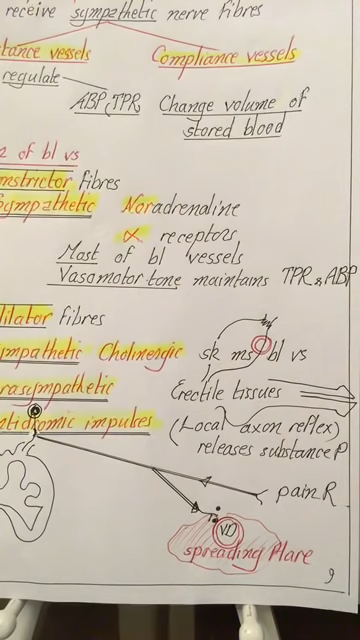 receive sympathetic nerve fibres
tance vessels Compliance vessels
regulate
ABP, TPR Change volume of
stored blood
of bl vs
nstrictor fibres
Sympathetic Noradrenaline
α receptors
Most of bl vessels
Vasomotor tone maintains TPR & ABP
ilator fibres
ympathetic Cholinergic sk ms bl vs
rasympathetic Erectile tissues
ntidromic impulses (Local axon reflex)
releases substance P
pain R
VD
spreading flare
9